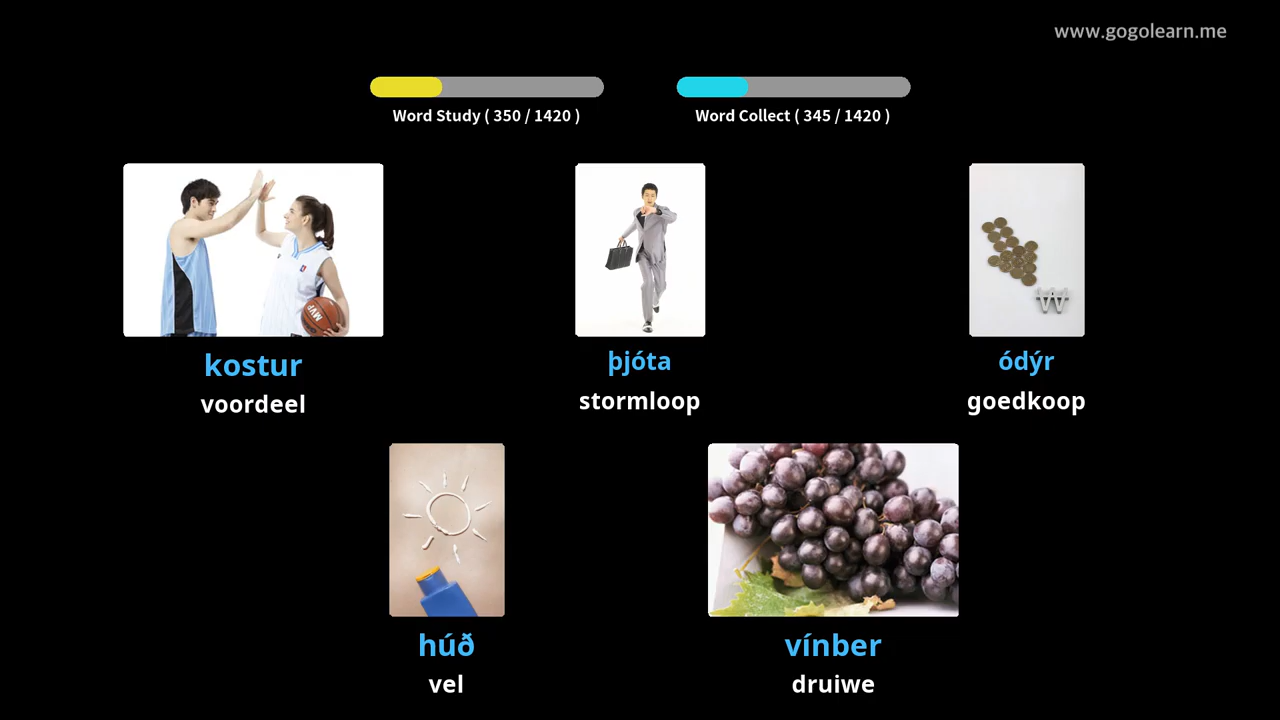 www.gogolearn.me
Word Study ( 350 / 1420 )
Word Collect ( 345 / 1420 )
kostur
voordeel
þjóta
stormloop
ódýr
goedkoop
MVP
₩
húð
vel
vínber
druiwe